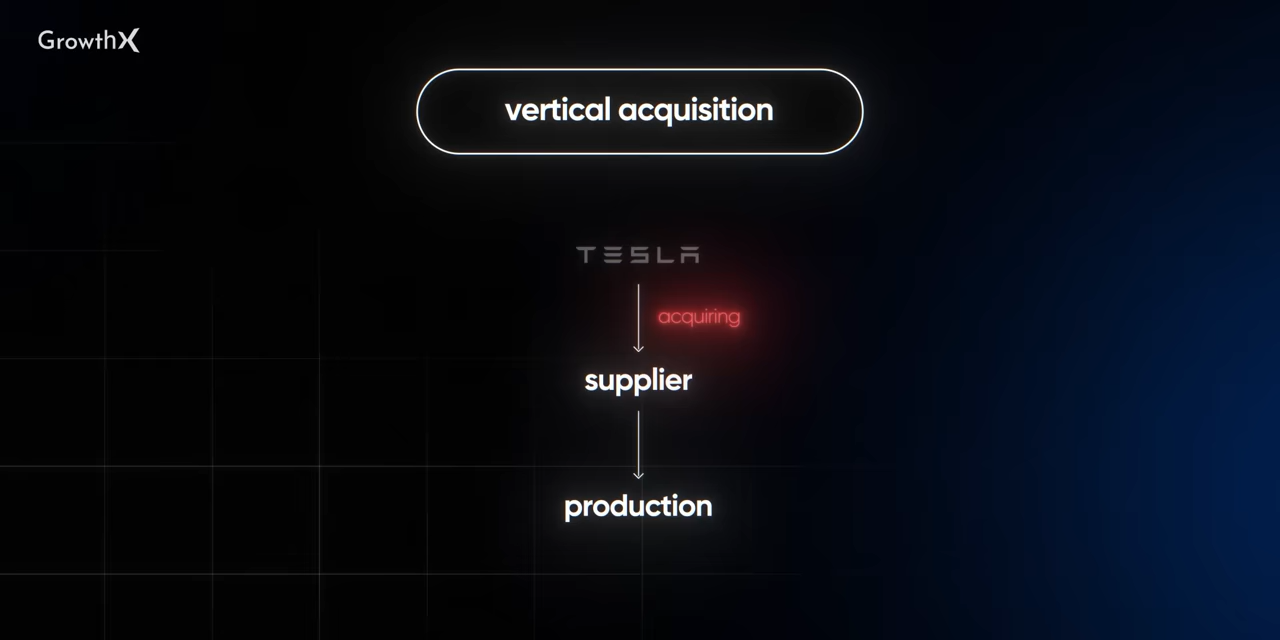 GrowthX
vertical acquisition
TESLA
acquiring
supplier
production